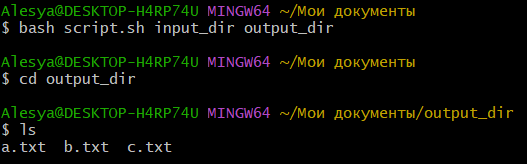 Alesya@DESKTOP-H4RP74U MINGW64 ~/Мои документы
$ bash script.sh input_dir output_dir
Alesya@DESKTOP-H4RP74U MINGW64 ~/Мои документы
$ cd output_dir
Alesya@DESKTOP-H4RP74U MINGW64 ~/Мои документы/output_dir
$ ls
a.txt  b.txt  c.txt